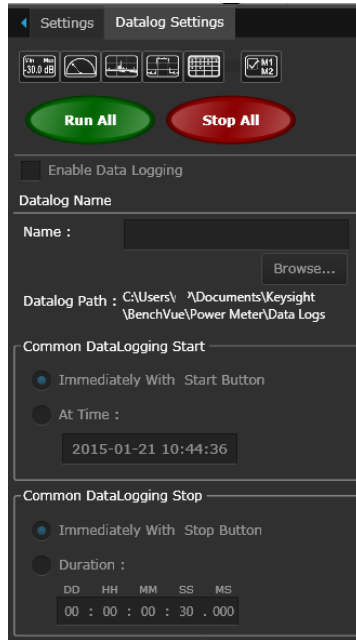 Settings Datalog Settings
Vin Max
-30.0 dB
M1
M2
Run All Stop All
Enable Data Logging
Datalog Name
Name :
Browse...
Datalog Path : C:\Users\ \Documents\Keysight
\BenchVue\Power Meter\Data Logs
Common DataLogging Start
Immediately With Start Button
At Time :
2015-01-21 10:44:36
Common DataLogging Stop
Immediately With Stop Button
Duration :
DD HH MM SS MS
00 : 00 : 00 : 30 . 000